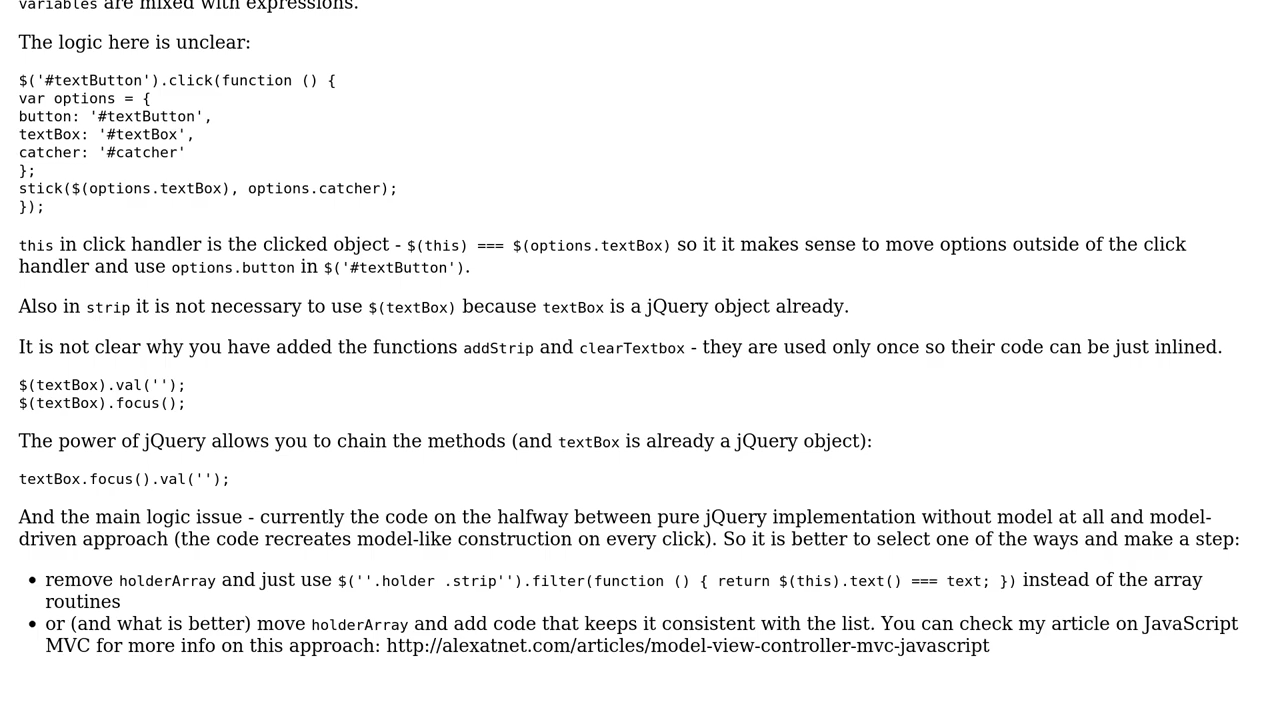 variables are mixed with expressions.
The logic here is unclear:
$('#textButton').click(function () {
var options = {
button: '#textButton',
textBox: '#textBox',
catcher: '#catcher'
};
stick($(options.textBox), options.catcher);
});
this in click handler is the clicked object - $(this) === $(options.textBox) so it it makes sense to move options outside of the click
handler and use options.button in $('#textButton').
Also in strip it is not necessary to use $(textBox) because textBox is a jQuery object already.
It is not clear why you have added the functions addStrip and clearTextbox - they are used only once so their code can be just inlined.
$(textBox).val('');
$(textBox).focus();
The power of jQuery allows you to chain the methods (and textBox is already a jQuery object):
textBox.focus().val('');
And the main logic issue - currently the code on the halfway between pure jQuery implementation without model at all and model-
driven approach (the code recreates model-like construction on every click). So it is better to select one of the ways and make a step:
• remove holderArray and just use $(''.holder .strip'').filter(function () { return $(this).text() === text; }) instead of the array
routines
• or (and what is better) move holderArray and add code that keeps it consistent with the list. You can check my article on JavaScript
MVC for more info on this approach: http://alexatnet.com/articles/model-view-controller-mvc-javascript